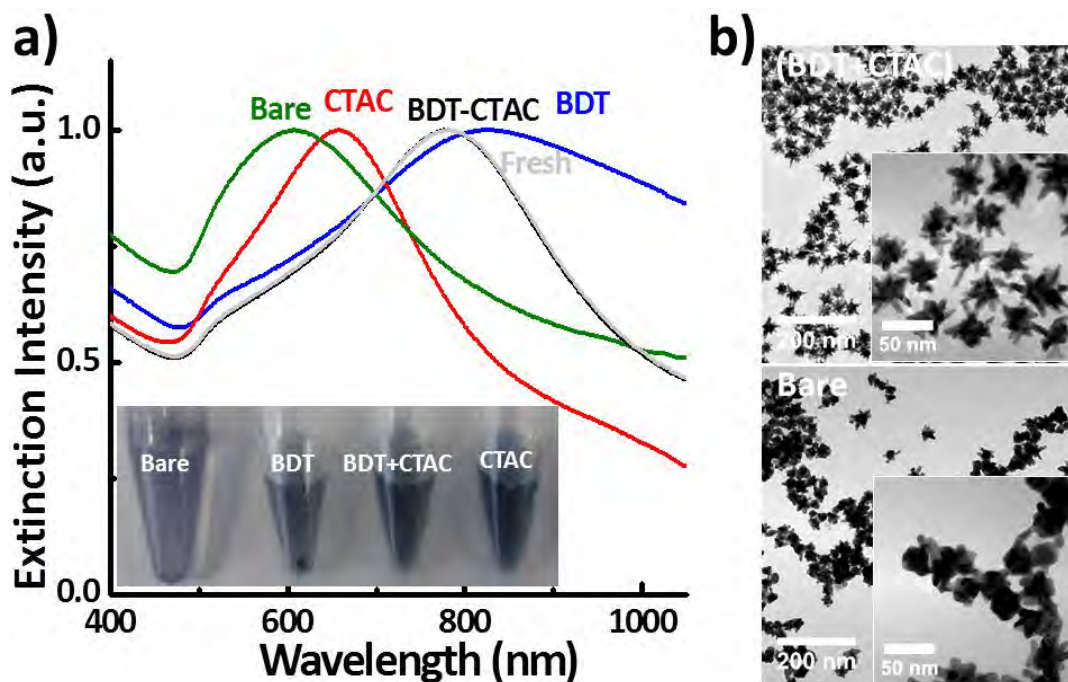 a)
Extinction Intensity (a.u.)
1.0
0.5
0.0
Bare
CTAC
BDT-CTAC
BDT
Fresh
Bare
BDT
BDT+CTAC
CTAC
400
600
800
1000
Wavelength (nm)
b)
(BDT+CTAC)
200 nm
50 nm
Bare
200 nm
50 nm